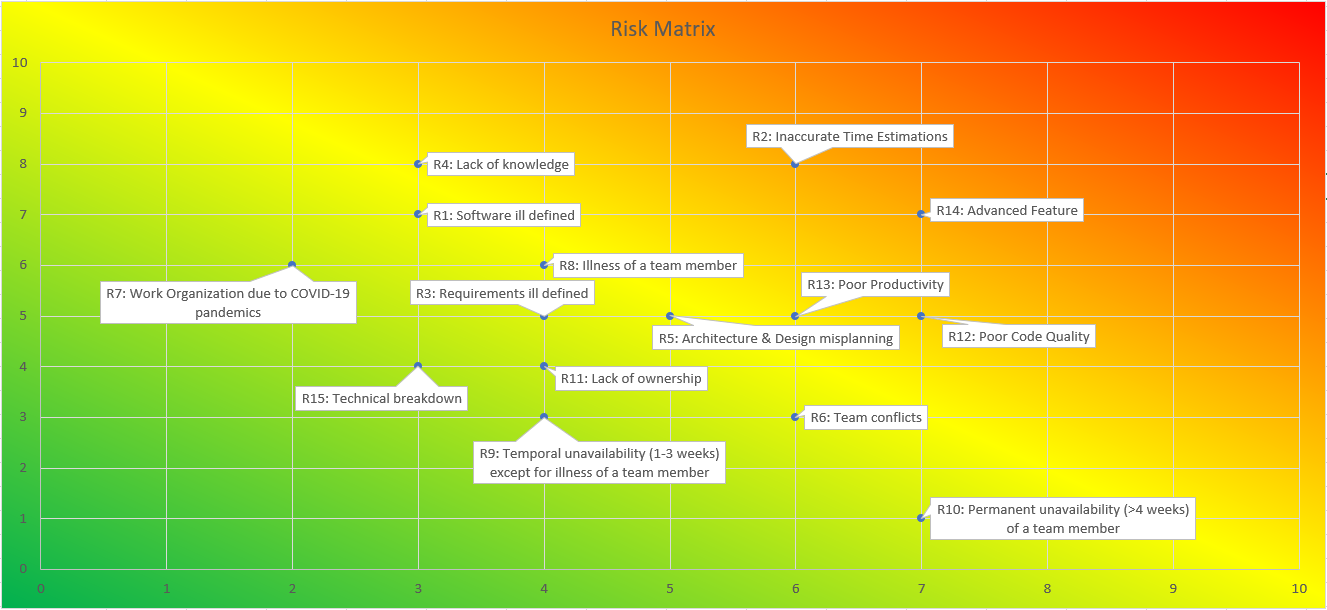 Risk Matrix
10
9
8
7
6
5
4
3
2
1
0
R2: Inaccurate Time Estimations
R4: Lack of knowledge
R14: Advanced Feature
R1: Software ill defined
R8: Illness of a team member
R13: Poor Productivity
R7: Work Organization due to COVID-19
pandemics
R3: Requirements ill defined
R5: Architecture & Design misplanning
R12: Poor Code Quality
R11: Lack of ownership
R15: Technical breakdown
R6: Team conflicts
R9: Temporal unavailability (1-3 weeks)
except for illness of a team member
R10: Permanent unavailability (>4 weeks)
of a team member
0 1 2 3 4 5 6 7 8 9 10